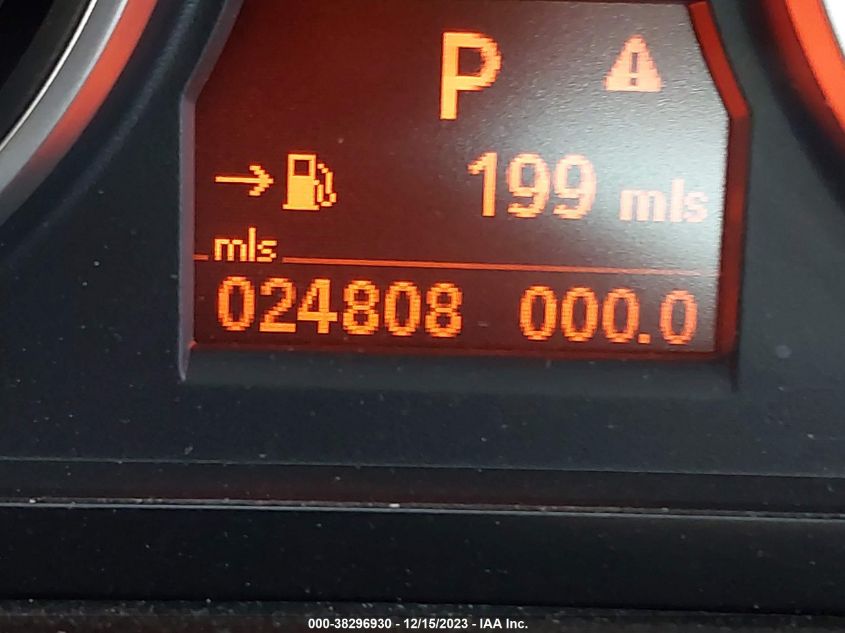 P
199 mls
mls
024808 000.0
000-38296930 - 12/15/2023 - IAA Inc.